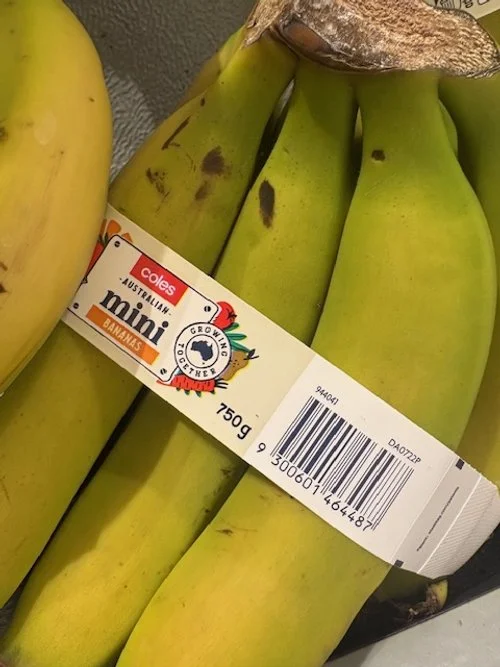 coles
-AUSTRALIAN-
mini
BANANAS
GROWING
TOGETHER
750g
944041
DA0722P
9 300601 464487